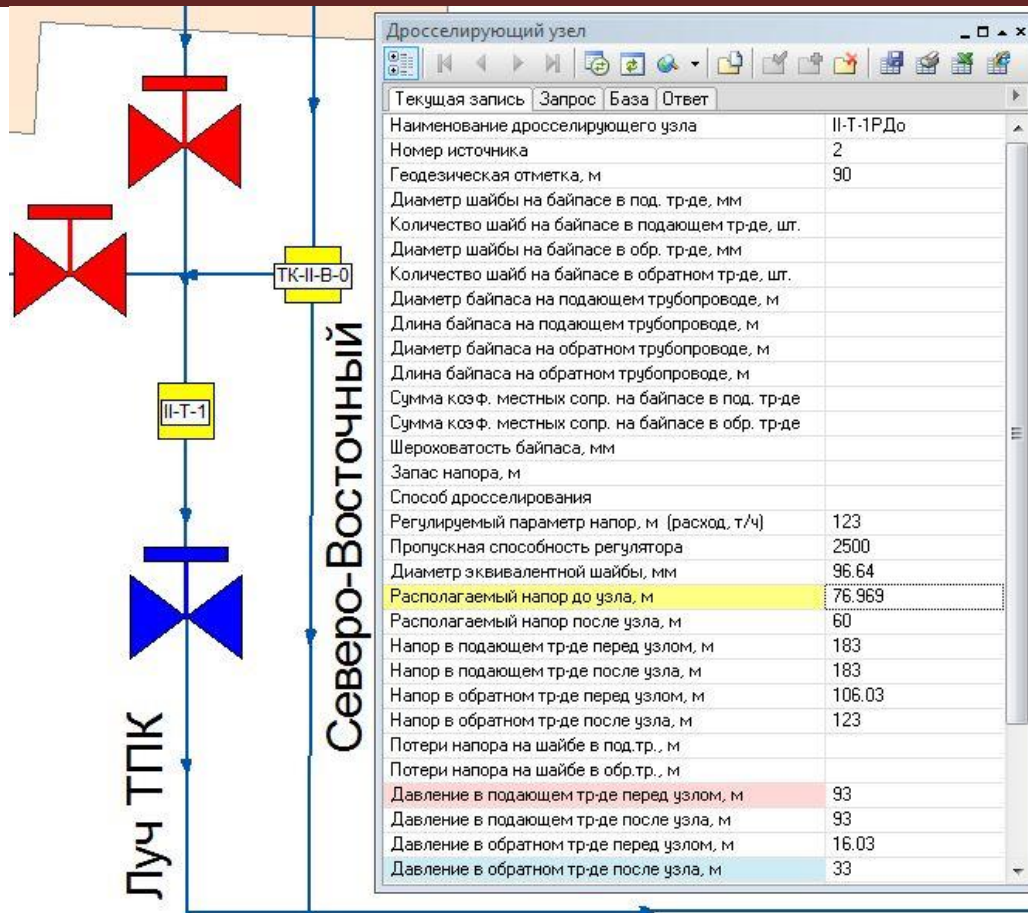 Дросселирующий узел
Текущая запись Запрос База Ответ
Наименование дросселирующего узла II-Т-1РДо
Номер источника 2
Геодезическая отметка, м 90
Диаметр шайбы на байпасе в под. тр-де, мм
Количество шайб на байпасе в подающем тр-де, шт.
Диаметр шайбы на байпасе в обр. тр-де, мм
Количество шайб на байпасе в обратном тр-де, шт.
Диаметр байпаса на подающем трубопроводе, м
Длина байпаса на подающем трубопроводе, м
Диаметр байпаса на обратном трубопроводе, м
Длина байпаса на обратном трубопроводе, м
Сумма коэф. местных сопр. на байпасе в под. тр-де
Сумма коэф. местных сопр. на байпасе в обр. тр-де
Шероховатость байпаса, мм
Запас напора, м
Способ дросселирования
Регулируемый параметр напор, м (расход, т/ч) 123
Пропускная способность регулятора 2500
Диаметр эквивалентной шайбы, мм 96.64
Располагаемый напор до узла, м 76.969
Располагаемый напор после узла, м 60
Напор в подающем тр-де перед узлом, м 183
Напор в подающем тр-де после узла, м 183
Напор в обратном тр-де перед узлом, м 106.03
Напор в обратном тр-де после узла, м 123
Потери напора на шайбе в под.тр., м
Потери напора на шайбе в обр.тр., м
Давление в подающем тр-де перед узлом, м 93
Давление в подающем тр-де после узла, м 93
Давление в обратном тр-де перед узлом, м 16.03
Давление в обратном тр-де после узла, м 33
ТК-II-В-0
II-Т-1
Северо-Восточный
Луч ТПК